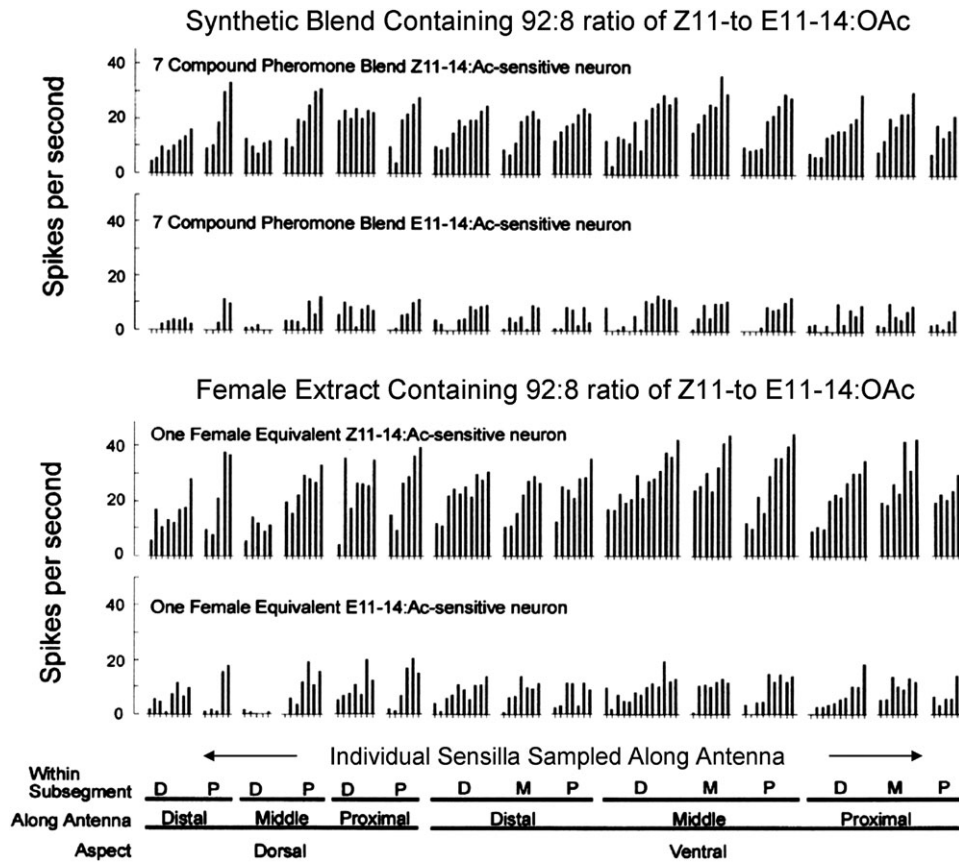 Synthetic Blend Containing 92:8 ratio of Z11-to E11-14:OAc
7 Compound Pheromone Blend Z11-14:Ac-sensitive neuron
40
20
0
7 Compound Pheromone Blend E11-14:Ac-sensitive neuron
40
20
0
Spikes per second
Female Extract Containing 92:8 ratio of Z11-to E11-14:OAc
One Female Equivalent Z11-14:Ac-sensitive neuron
40
20
0
One Female Equivalent E11-14:Ac-sensitive neuron
40
20
0
Spikes per second
Individual Sensilla Sampled Along Antenna
Within
Subsegment D P D P D P D M P D M P D M P
Along Antenna Distal Middle Proximal Distal Middle Proximal
Aspect Dorsal Ventral